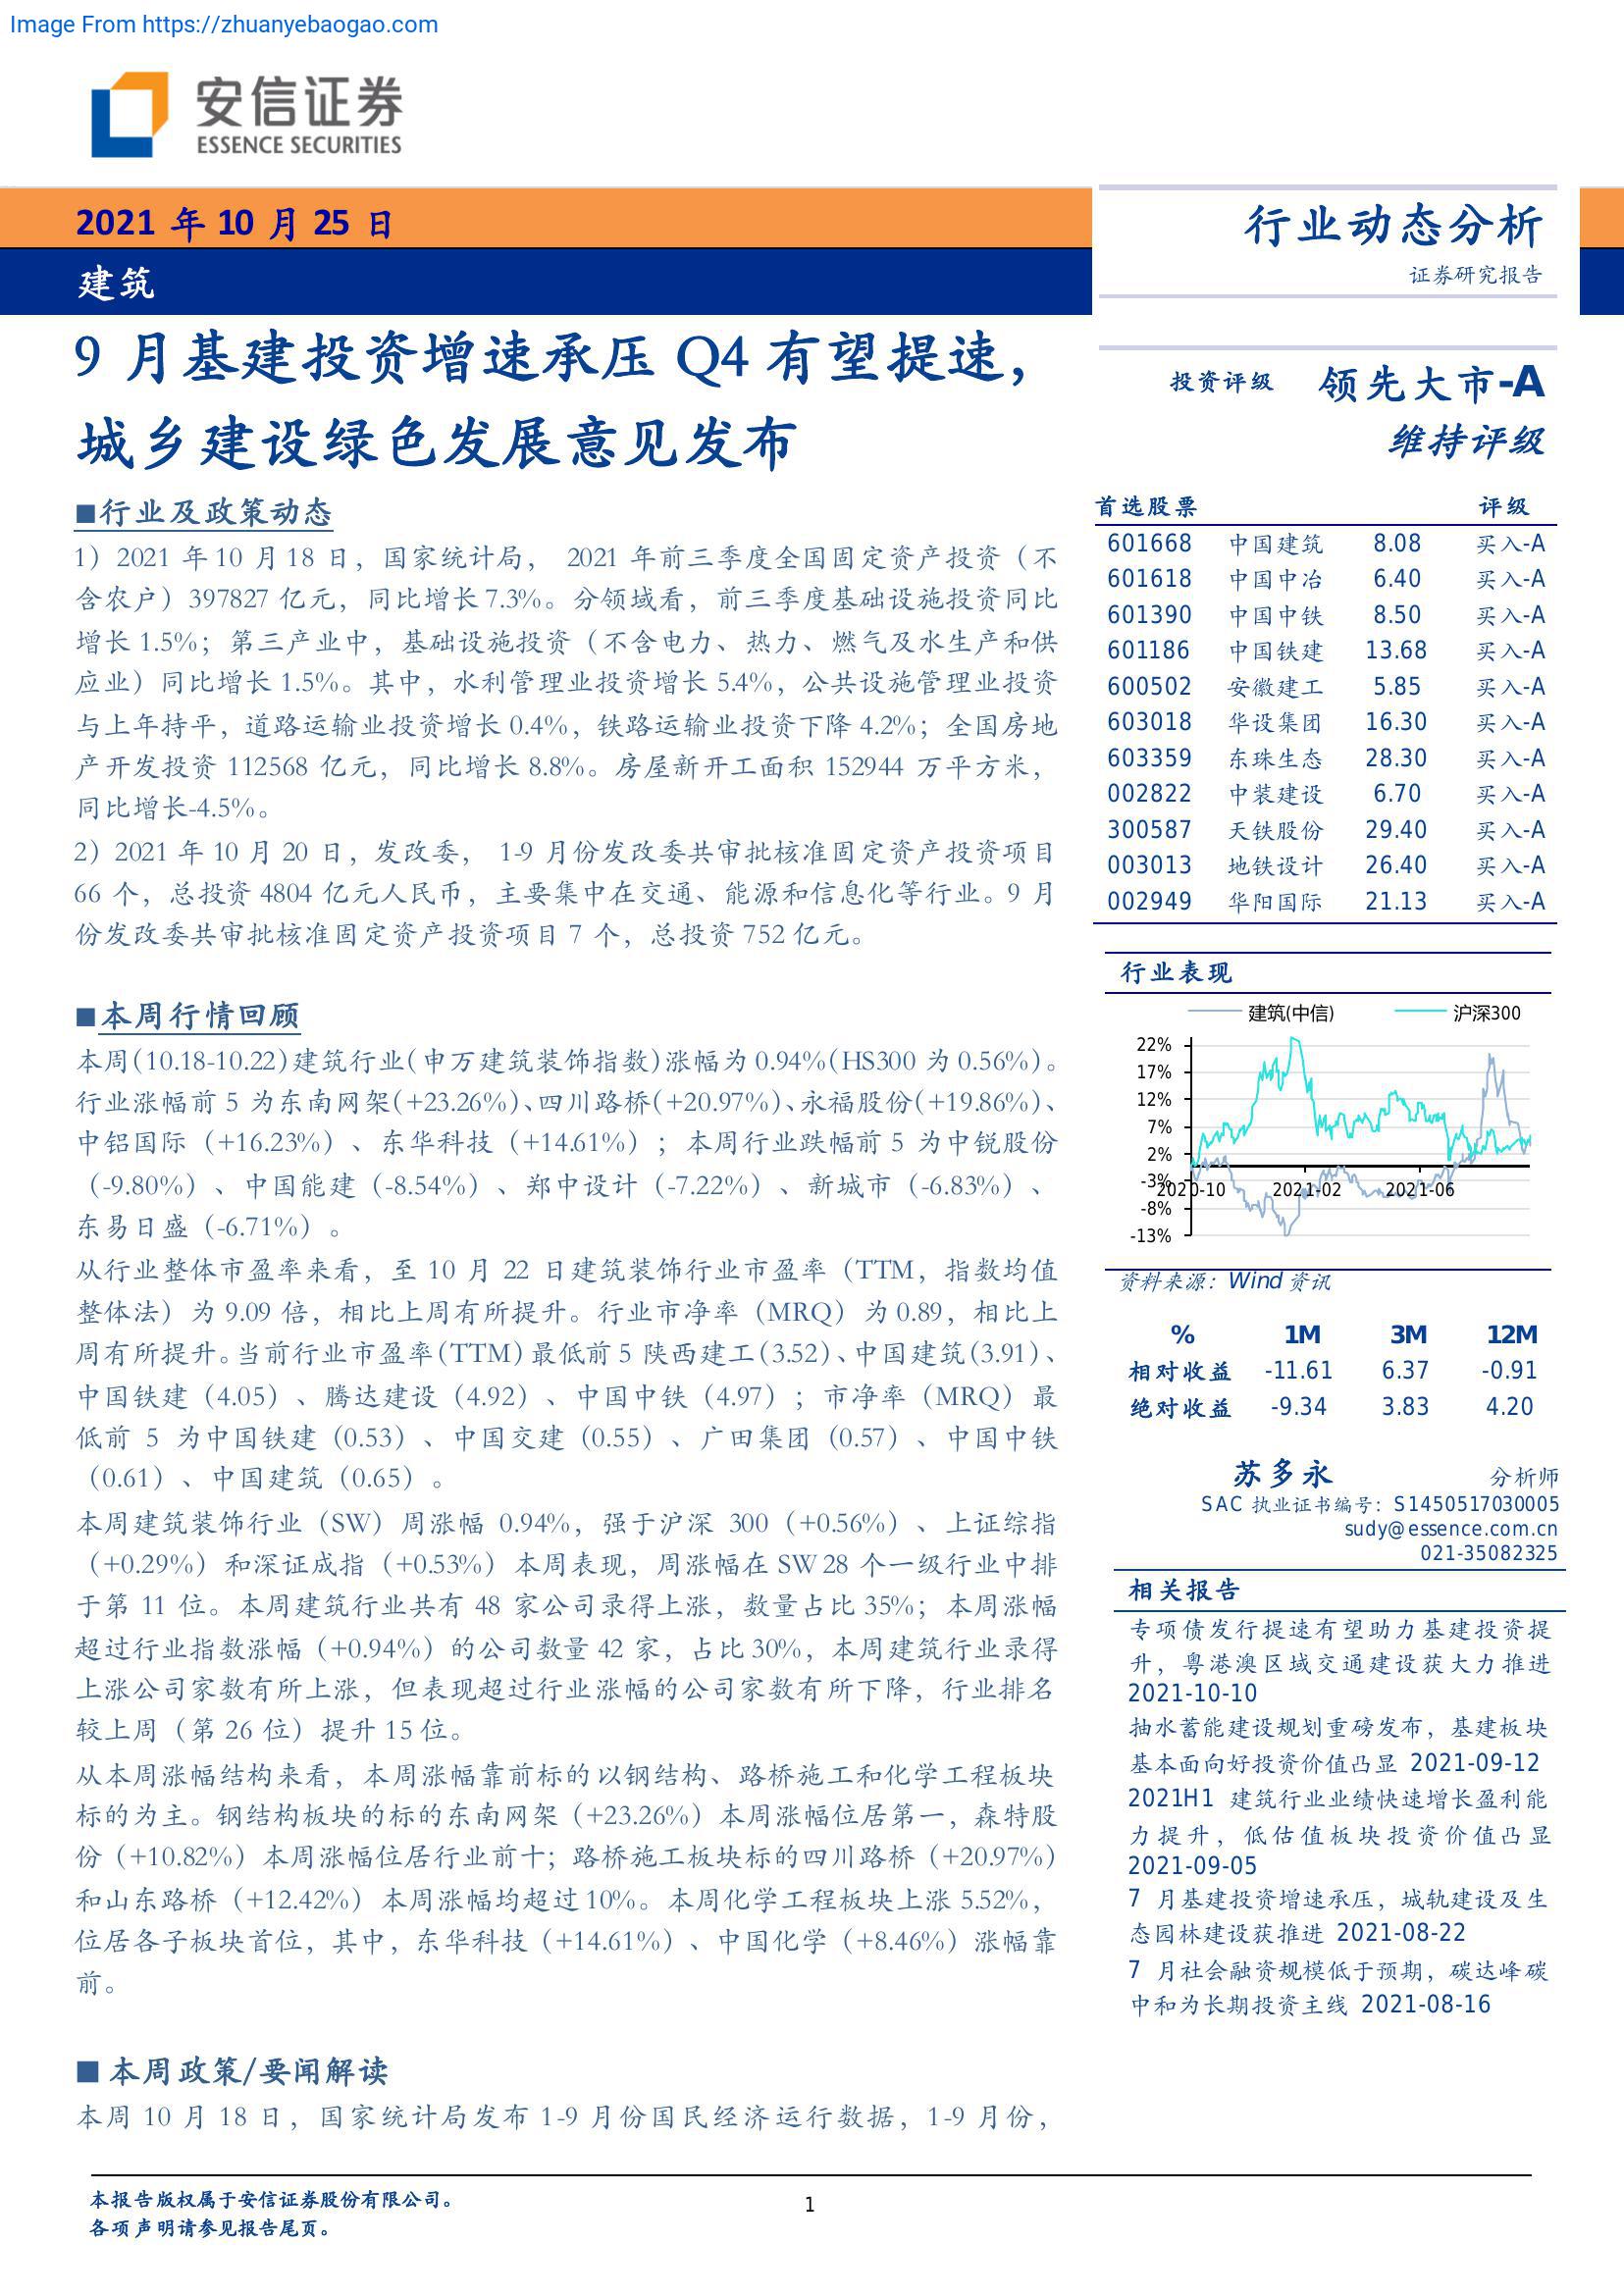 Image From https://zhuanyebaogao.com
安信证券
ESSENCE SECURITIES
2021 年 10 月 25 日
建筑
行业动态分析
证券研究报告
9 月基建投资增速承压 Q4 有望提速，
城乡建设绿色发展意见发布
■行业及政策动态
1）2021 年 10 月 18 日，国家统计局， 2021 年前三季度全国固定资产投资（不
含农户）397827 亿元，同比增长 7.3%。分领域看，前三季度基础设施投资同比
增长 1.5%；第三产业中，基础设施投资（不含电力、热力、燃气及水生产和供
应业）同比增长 1.5%。其中，水利管理业投资增长 5.4%，公共设施管理业投资
与上年持平，道路运输业投资增长 0.4%，铁路运输业投资下降 4.2%；全国房地
产开发投资 112568 亿元，同比增长 8.8%。房屋新开工面积 152944 万平方米，
同比增长-4.5%。
2）2021 年 10 月 20 日，发改委， 1-9 月份发改委共审批核准固定资产投资项目
66 个，总投资 4804 亿元人民币，主要集中在交通、能源和信息化等行业。9 月
份发改委共审批核准固定资产投资项目 7 个，总投资 752 亿元。
■本周行情回顾
本周(10.18-10.22)建筑行业(申万建筑装饰指数)涨幅为 0.94%(HS300 为 0.56%)。
行业涨幅前 5 为东南网架(+23.26%)、四川路桥(+20.97%)、永福股份(+19.86%)、
中铝国际（+16.23%）、东华科技（+14.61%）；本周行业跌幅前 5 为中锐股份
（-9.80%）、中国能建（-8.54%）、郑中设计（-7.22%）、新城市（-6.83%）、
东易日盛（-6.71%）。
从行业整体市盈率来看，至 10 月 22 日建筑装饰行业市盈率（TTM，指数均值
整体法）为 9.09 倍，相比上周有所提升。行业市净率（MRQ）为 0.89，相比上
周有所提升。当前行业市盈率(TTM)最低前 5 陕西建工(3.52)、中国建筑(3.91)、
中国铁建（4.05）、腾达建设（4.92）、中国中铁（4.97）；市净率（MRQ）最
低前 5 为中国铁建（0.53）、中国交建（0.55）、广田集团（0.57）、中国中铁
（0.61）、中国建筑（0.65）。
本周建筑装饰行业（SW）周涨幅 0.94%，强于沪深 300（+0.56%）、上证综指
（+0.29%）和深证成指（+0.53%）本周表现，周涨幅在 SW 28 个一级行业中排
于第 11 位。本周建筑行业共有 48 家公司录得上涨，数量占比 35%；本周涨幅
超过行业指数涨幅（+0.94%）的公司数量 42 家，占比 30%，本周建筑行业录得
上涨公司家数有所上涨，但表现超过行业涨幅的公司家数有所下降，行业排名
较上周（第 26 位）提升 15 位。
从本周涨幅结构来看，本周涨幅靠前标的以钢结构、路桥施工和化学工程板块
标的为主。钢结构板块的标的东南网架（+23.26%）本周涨幅位居第一，森特股
份（+10.82%）本周涨幅位居行业前十；路桥施工板块标的四川路桥（+20.97%）
和山东路桥（+12.42%）本周涨幅均超过 10%。本周化学工程板块上涨 5.52%，
位居各子板块首位，其中，东华科技（+14.61%）、中国化学（+8.46%）涨幅靠
前。
■ 本周政策/要闻解读
本周 10 月 18 日，国家统计局发布 1-9 月份国民经济运行数据，1-9 月份，
投资评级 领先大市-A
维持评级
首选股票 评级
601668 中国建筑 8.08 买入-A
601618 中国中冶 6.40 买入-A
601390 中国中铁 8.50 买入-A
601186 中国铁建 13.68 买入-A
600502 安徽建工 5.85 买入-A
603018 华设集团 16.30 买入-A
603359 东珠生态 28.30 买入-A
002822 中装建设 6.70 买入-A
300587 天铁股份 29.40 买入-A
003013 地铁设计 26.40 买入-A
002949 华阳国际 21.13 买入-A
行业表现
建筑(中信) 沪深300
22%
17%
12%
7%
2%
-3%
-8%
-13%
2020-10 2021-02 2021-06
资料来源：Wind 资讯
% 1M 3M 12M
相对收益 -11.61 6.37 -0.91
绝对收益 -9.34 3.83 4.20
苏多永 分析师
SAC 执业证书编号：S1450517030005
sudy@essence.com.cn
021-35082325
相关报告
专项债发行提速有望助力基建投资提
升，粤港澳区域交通建设获大力推进
2021-10-10
抽水蓄能建设规划重磅发布，基建板块
基本面向好投资价值凸显 2021-09-12
2021H1 建筑行业业绩快速增长盈利能
力提升，低估值板块投资价值凸显
2021-09-05
7 月基建投资增速承压，城轨建设及生
态园林建设获推进 2021-08-22
7 月社会融资规模低于预期，碳达峰碳
中和为长期投资主线 2021-08-16
本报告版权属于安信证券股份有限公司。
各项声明请参见报告尾页。
1